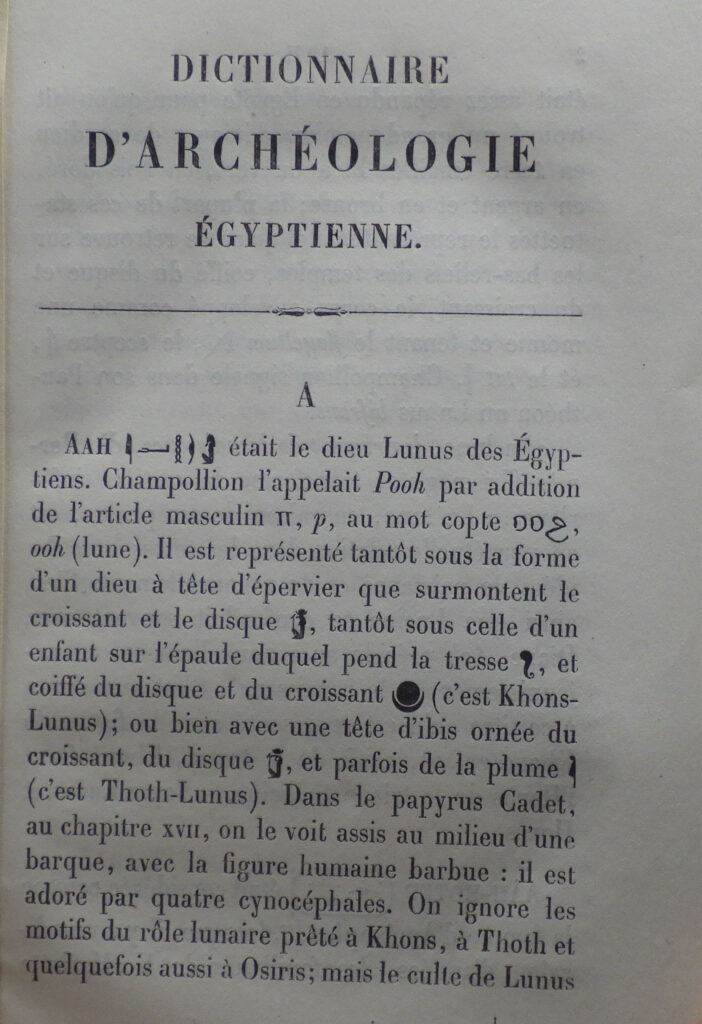 DICTIONNAIRE
D'ARCHÉOLOGIE
ÉGYPTIENNE.
A
AAH était le dieu Lunus des Égyp-
tiens. Champollion l'appelait Pooh par addition
de l'article masculin π, p, au mot copte ⲟⲟϩ,
ooh (lune). Il est représenté tantôt sous la forme
d'un dieu à tête d'épervier que surmontent le
croissant et le disque , tantôt sous celle d'un
enfant sur l'épaule duquel pend la tresse , et
coiffé du disque et du croissant (c'est Khons-
Lunus); ou bien avec une tête d'ibis ornée du
croissant, du disque , et parfois de la plume
(c'est Thoth-Lunus). Dans le papyrus Cadet,
au chapitre XVII, on le voit assis au milieu d'une
barque, avec la figure humaine barbue : il est
adoré par quatre cynocéphales. On ignore les
motifs du rôle lunaire prêté à Khons, à Thoth et
quelquefois aussi à Osiris; mais le culte de Lunus